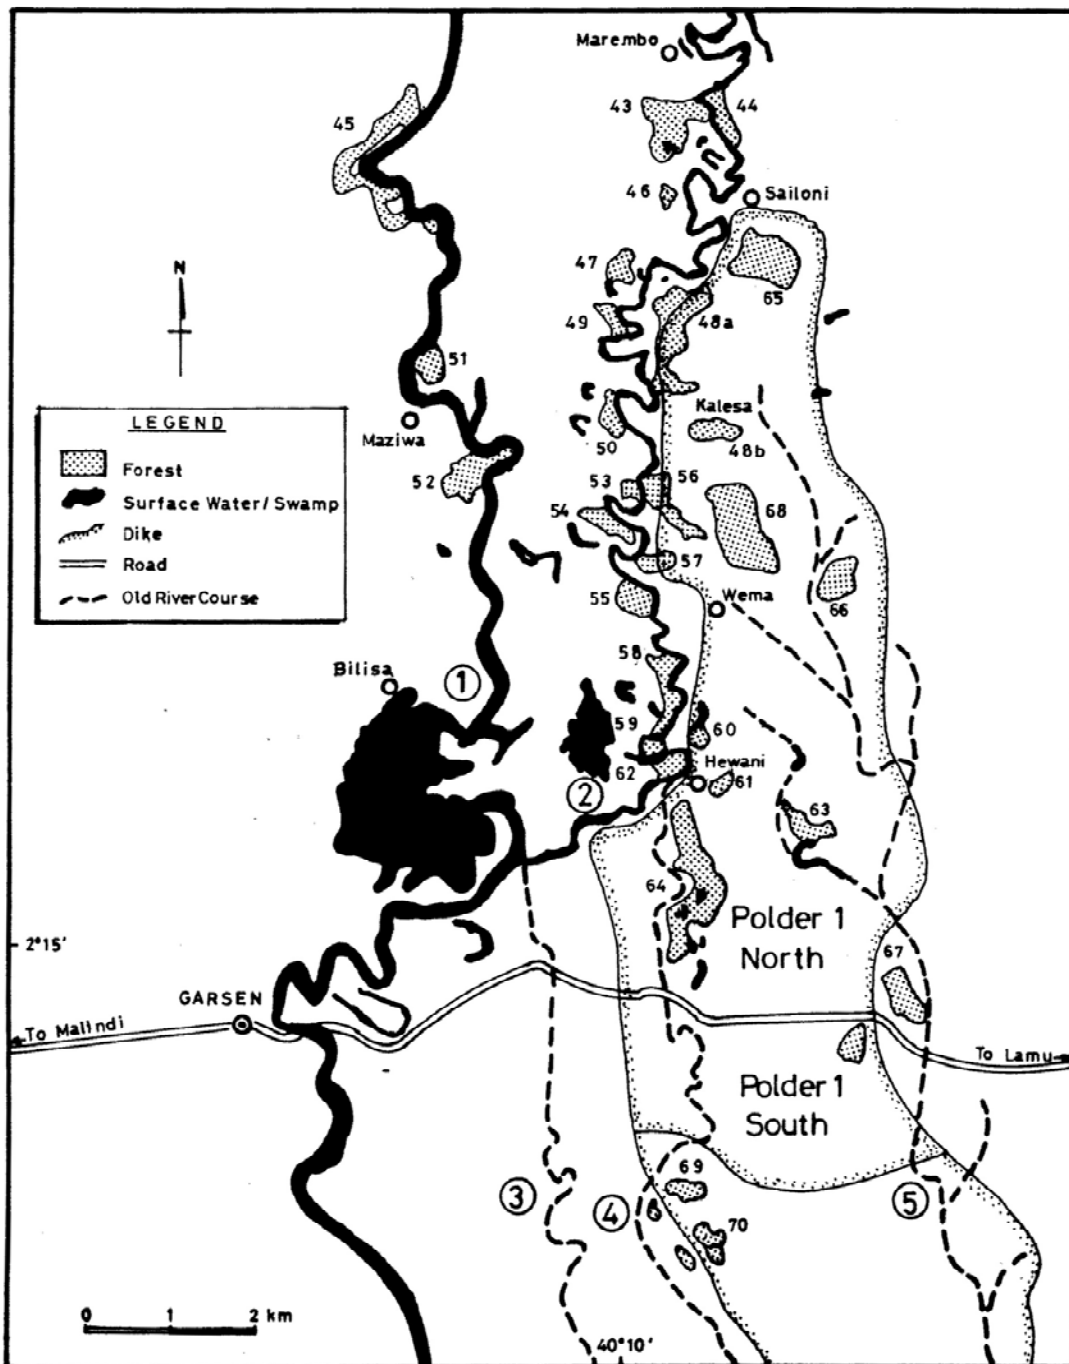 Marembo
43
44
45
46
Sailoni
47
65
49
48a
51
Kalesa
Maziwa
50
48b
N
LEGEND
Forest
Surface Water/Swamp
Dike
Road
Old River Course
52
53
56
54
68
57
55
Wema
66
58
Bilisa
1
59
60
Hewani
62
61
2
63
64
Polder 1
North
2°15'
67
GARSEN
To Malindi
To Lamu
Polder 1
South
69
3
4
5
70
0 1 2 km
40°10'